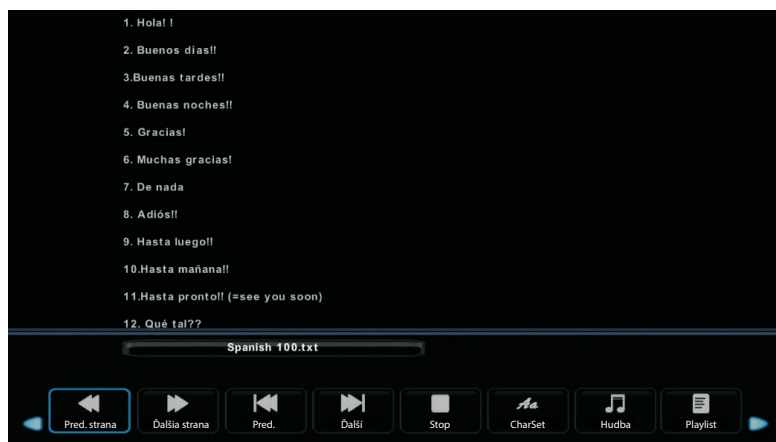 1. Hola! !
2. Buenos días!!
3.Buenas tardes!!
4. Buenas noches!!
5. Gracias!
6. Muchas gracias!
7. De nada
8. Adiós!!
9. Hasta luego!!
10.Hasta mañana!!
11.Hasta pronto!! (=see you soon)
12. Qué tal??
Spanish 100.txt
Pred. strana Ďalšia strana Pred. Ďalší Stop Aa CharSet Hudba Playlist